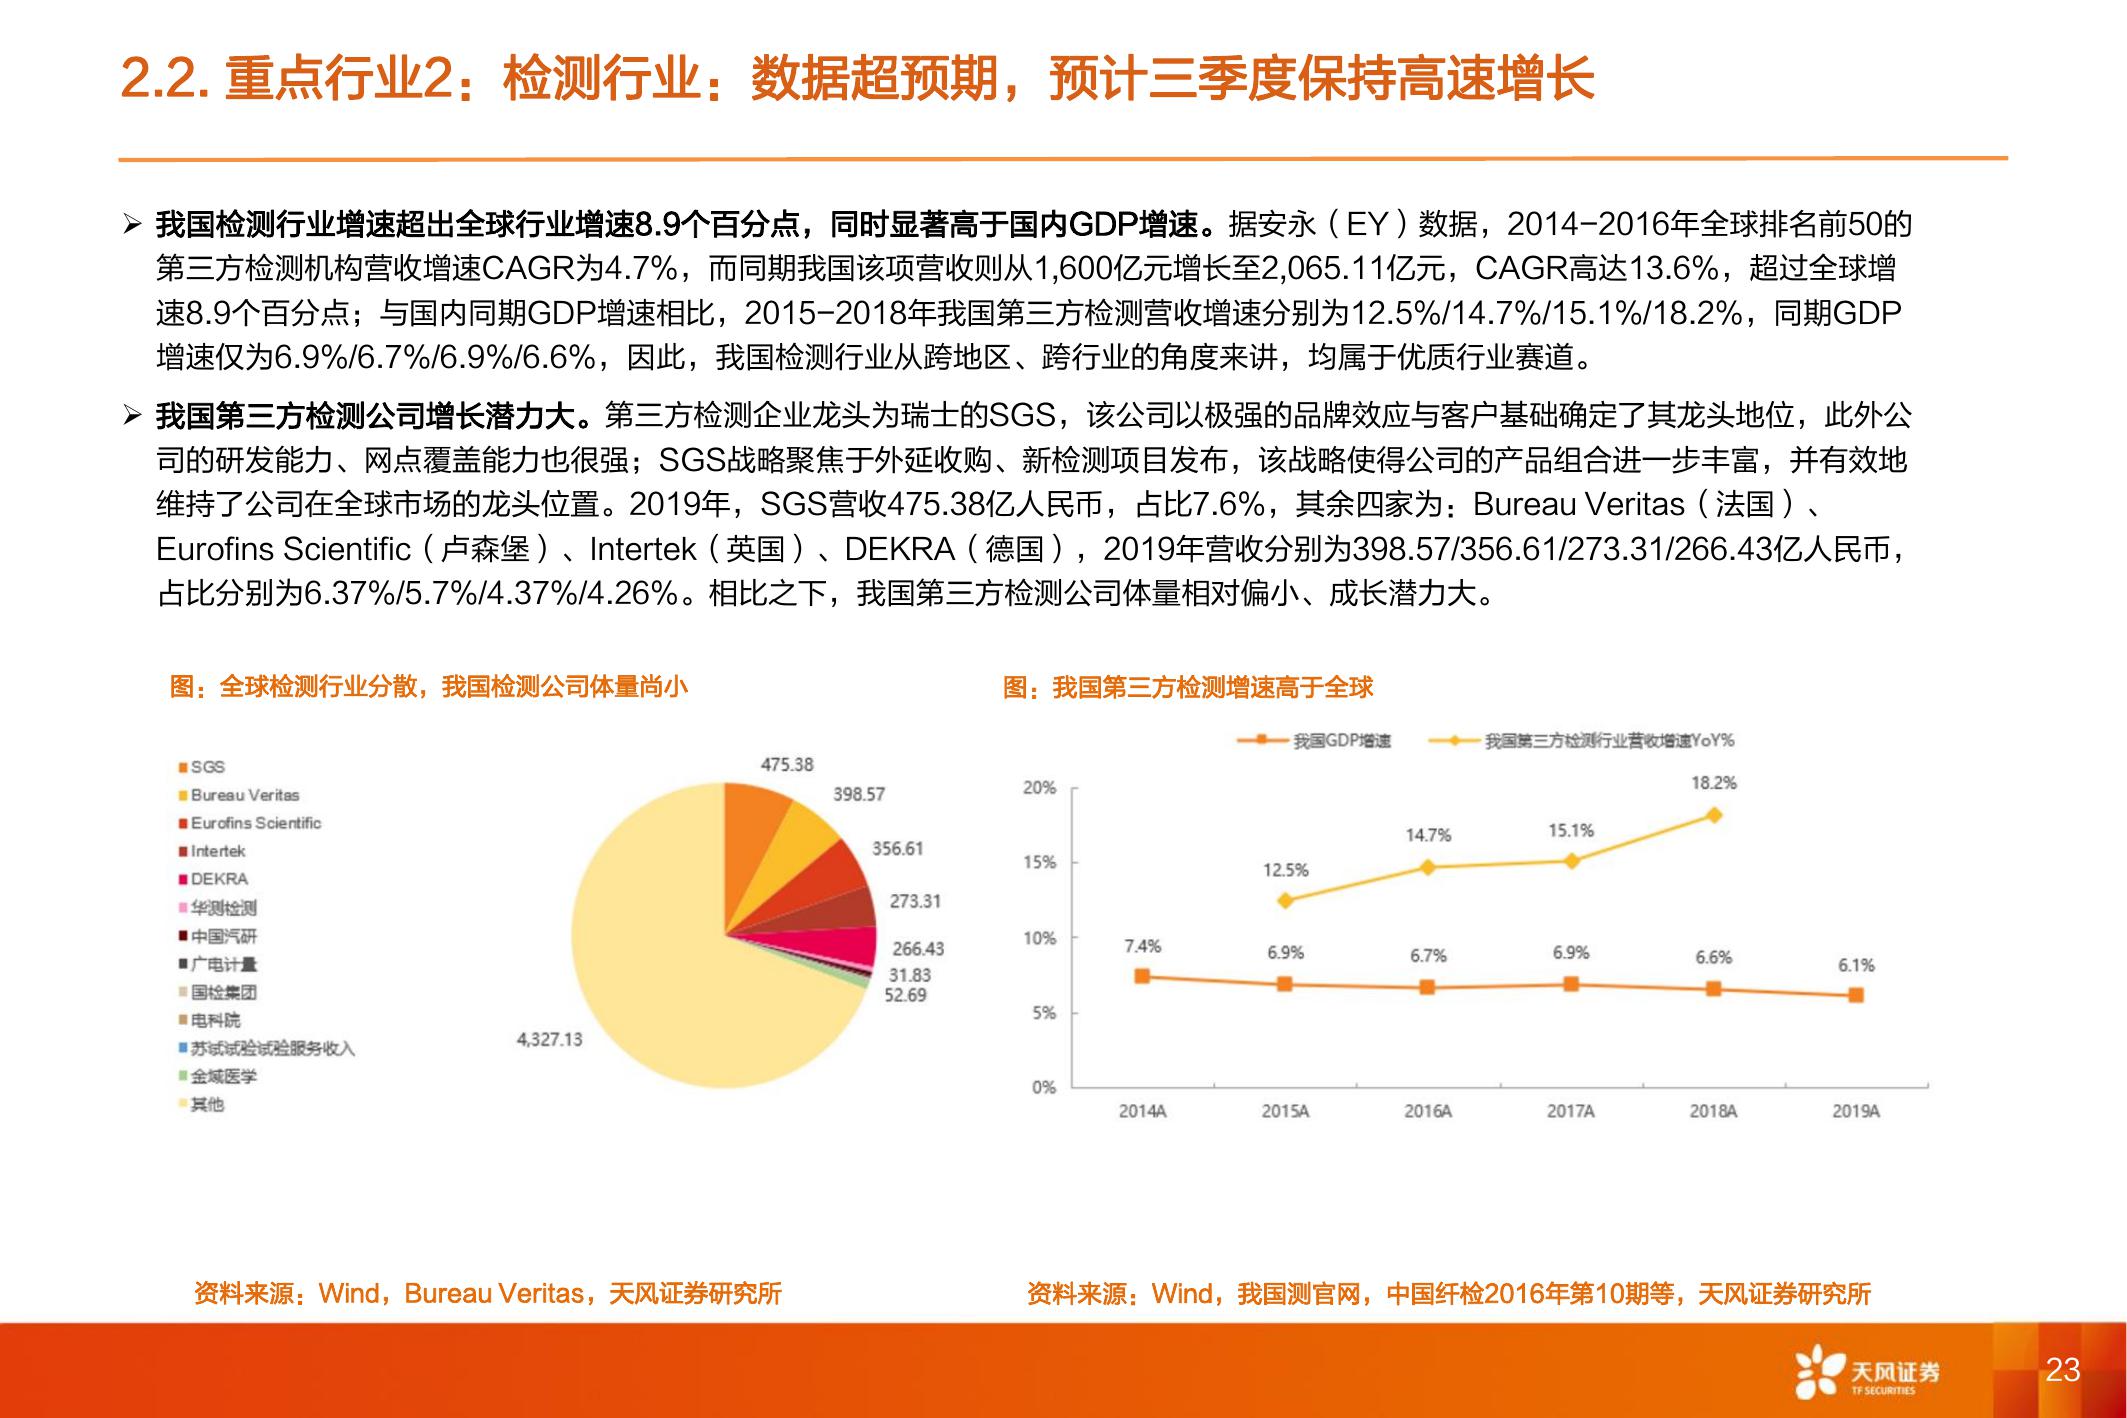 2.2. 重点行业2：检测行业：数据超预期，预计三季度保持高速增长
➢ 我国检测行业增速超出全球行业增速8.9个百分点，同时显著高于国内GDP增速。据安永（EY）数据，2014-2016年全球排名前50的
第三方检测机构营收增速CAGR为4.7%，而同期我国该项营收则从1,600亿元增长至2,065.11亿元，CAGR高达13.6%，超过全球增
速8.9个百分点；与国内同期GDP增速相比，2015-2018年我国第三方检测营收增速分别为12.5%/14.7%/15.1%/18.2%，同期GDP
增速仅为6.9%/6.7%/6.9%/6.6%，因此，我国检测行业从跨地区、跨行业的角度来讲，均属于优质行业赛道。
➢ 我国第三方检测公司增长潜力大。第三方检测企业龙头为瑞士的SGS，该公司以极强的品牌效应与客户基础确定了其龙头地位，此外公
司的研发能力、网点覆盖能力也很强；SGS战略聚焦于外延收购、新检测项目发布，该战略使得公司的产品组合进一步丰富，并有效地
维持了公司在全球市场的龙头位置。2019年，SGS营收475.38亿人民币，占比7.6%，其余四家为：Bureau Veritas（法国）、
Eurofins Scientific（卢森堡）、Intertek（英国）、DEKRA（德国），2019年营收分别为398.57/356.61/273.31/266.43亿人民币，
占比分别为6.37%/5.7%/4.37%/4.26%。相比之下，我国第三方检测公司体量相对偏小、成长潜力大。
图：全球检测行业分散，我国检测公司体量尚小
SGS
Bureau Veritas
Eurofins Scientific
Intertek
DEKRA
华测检测
中国汽研
广电计量
国检集团
电科院
苏试试验试验服务收入
金域医学
其他
475.38
398.57
356.61
273.31
266.43
31.83
52.69
4,327.13
资料来源：Wind，Bureau Veritas，天风证券研究所
图：我国第三方检测增速高于全球
我国GDP增速
我国第三方检测行业营收增速YoY%
20%
15%
10%
5%
0%
12.5%
14.7%
15.1%
18.2%
7.4%
6.9%
6.7%
6.9%
6.6%
6.1%
2014A
2015A
2016A
2017A
2018A
2019A
资料来源：Wind，我国测官网，中国纤检2016年第10期等，天风证券研究所
天风证券
TF SECURITIES
23